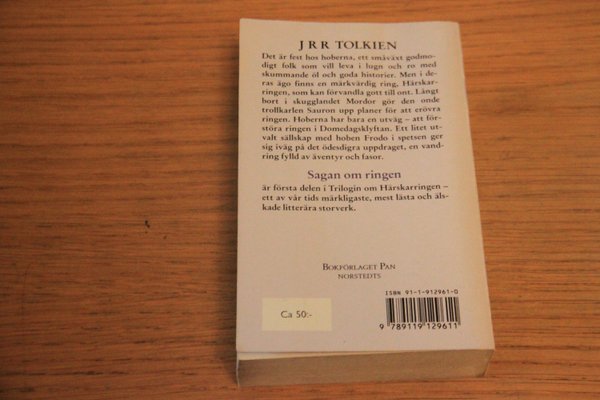 J R R TOLKIEN
Det är fest hos hoberna, ett småväxt godmo-
digt folk som vill leva i lugn och ro med
skummande öl och goda historier. Men i de-
ras ägo finns en märkvärdig ring, Härskar-
ringen, som kan förvandla gott till ont. Långt
bort i skugglandet Mordor gör den onde
trollkarlen Sauron upp planer för att erövra
ringen. Hoberna har bara en utväg – att för-
störa ringen i Domedagsklyftan. Ett litet ut-
valt sällskap med hoben Frodo i spetsen ger
sig iväg på det ödesdigra uppdraget, en vand-
ring fylld av äventyr och fasor.
Sagan om ringen
är första delen i Trilogin om Härskarringen –
ett av vår tids märkligaste, mest lästa och äls-
kade litterära storverk.
BOKFÖRLAGET PAN
NORSTEDTS
ISBN 91-1-912961-0
Ca 50:-
9 789119 129611